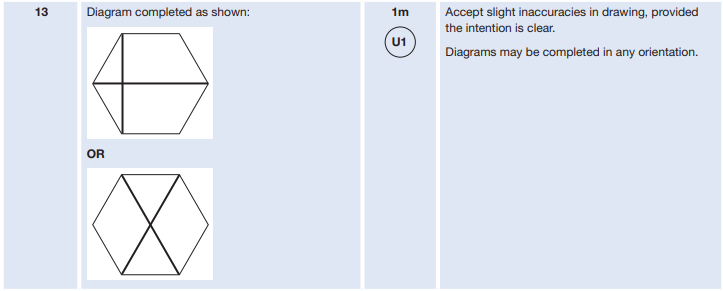 13
Diagram completed as shown:
OR
1m
U1
Accept slight inaccuracies in drawing, provided
the intention is clear.
Diagrams may be completed in any orientation.